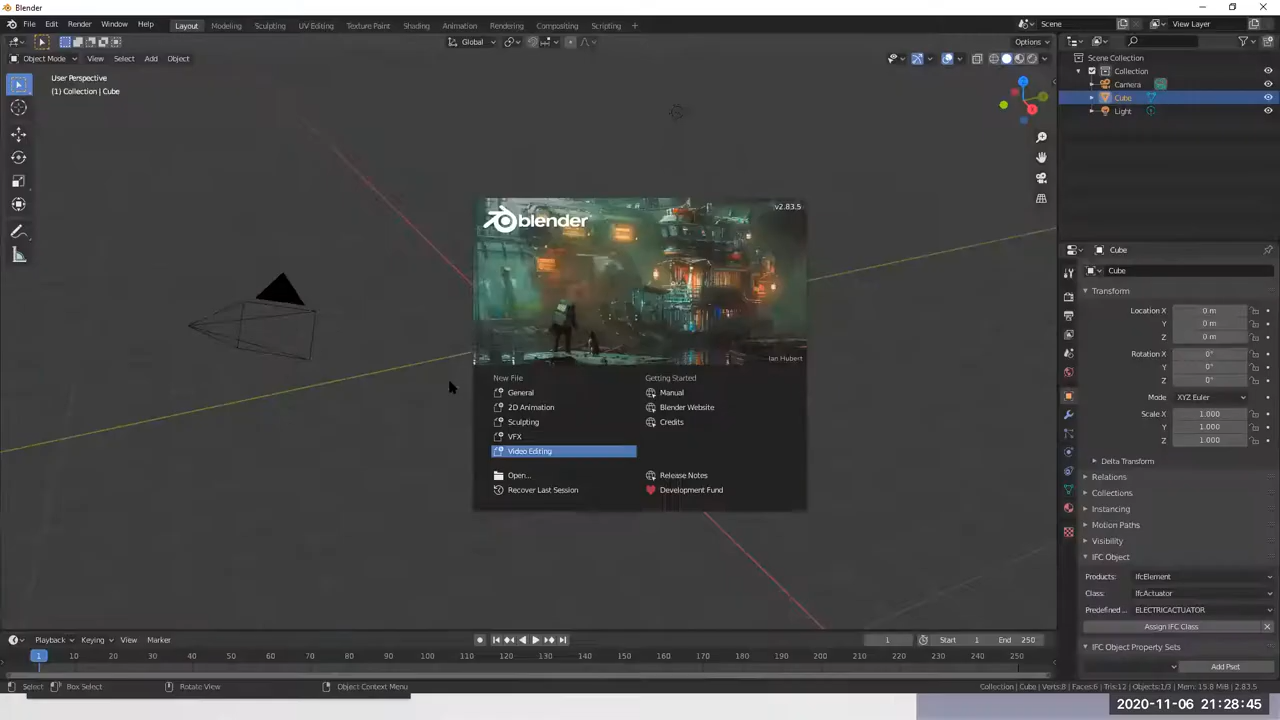 Blender
File Edit Render Window Help
Layout Modeling Sculpting UV Editing Texture Paint Shading Animation Rendering Compositing Scripting +
Scene
View Layer
Global
Options
Object Mode View Select Add Object
User Perspective
(1) Collection | Cube
Scene Collection
Collection
Camera
Cube
Light
blender
v2.83.5
Ian Hubert
New File
General
2D Animation
Sculpting
VFX
Video Editing
Open...
Recover Last Session
Getting Started
Manual
Blender Website
Credits
Release Notes
Development Fund
Cube
Cube
Transform
Location X 0 m
Y 0 m
Z 0 m
Rotation X 0°
Y 0°
Z 0°
Mode XYZ Euler
Scale X 1.000
Y 1.000
Z 1.000
Delta Transform
Relations
Collections
Instancing
Motion Paths
Visibility
IFC Object
Products: IfcElement
Class: IfcActuator
Predefined ... ELECTRICACTUATOR
Assign IFC Class
IFC Object Property Sets
Add Pset
Playback Keying View Marker
1 Start 1 End 250
1 10 20 30 40 50 60 70 80 90 100 110 120 130 140 150 160 170 180 190 200 210 220 230 240 250
Select Box Select Rotate View Object Context Menu
Collection | Cube | Verts:8 | Faces:6 | Tris:12 | Objects:1/3 | Mem: 15.8 MiB | 2.83.5
2020-11-06 21:28:45